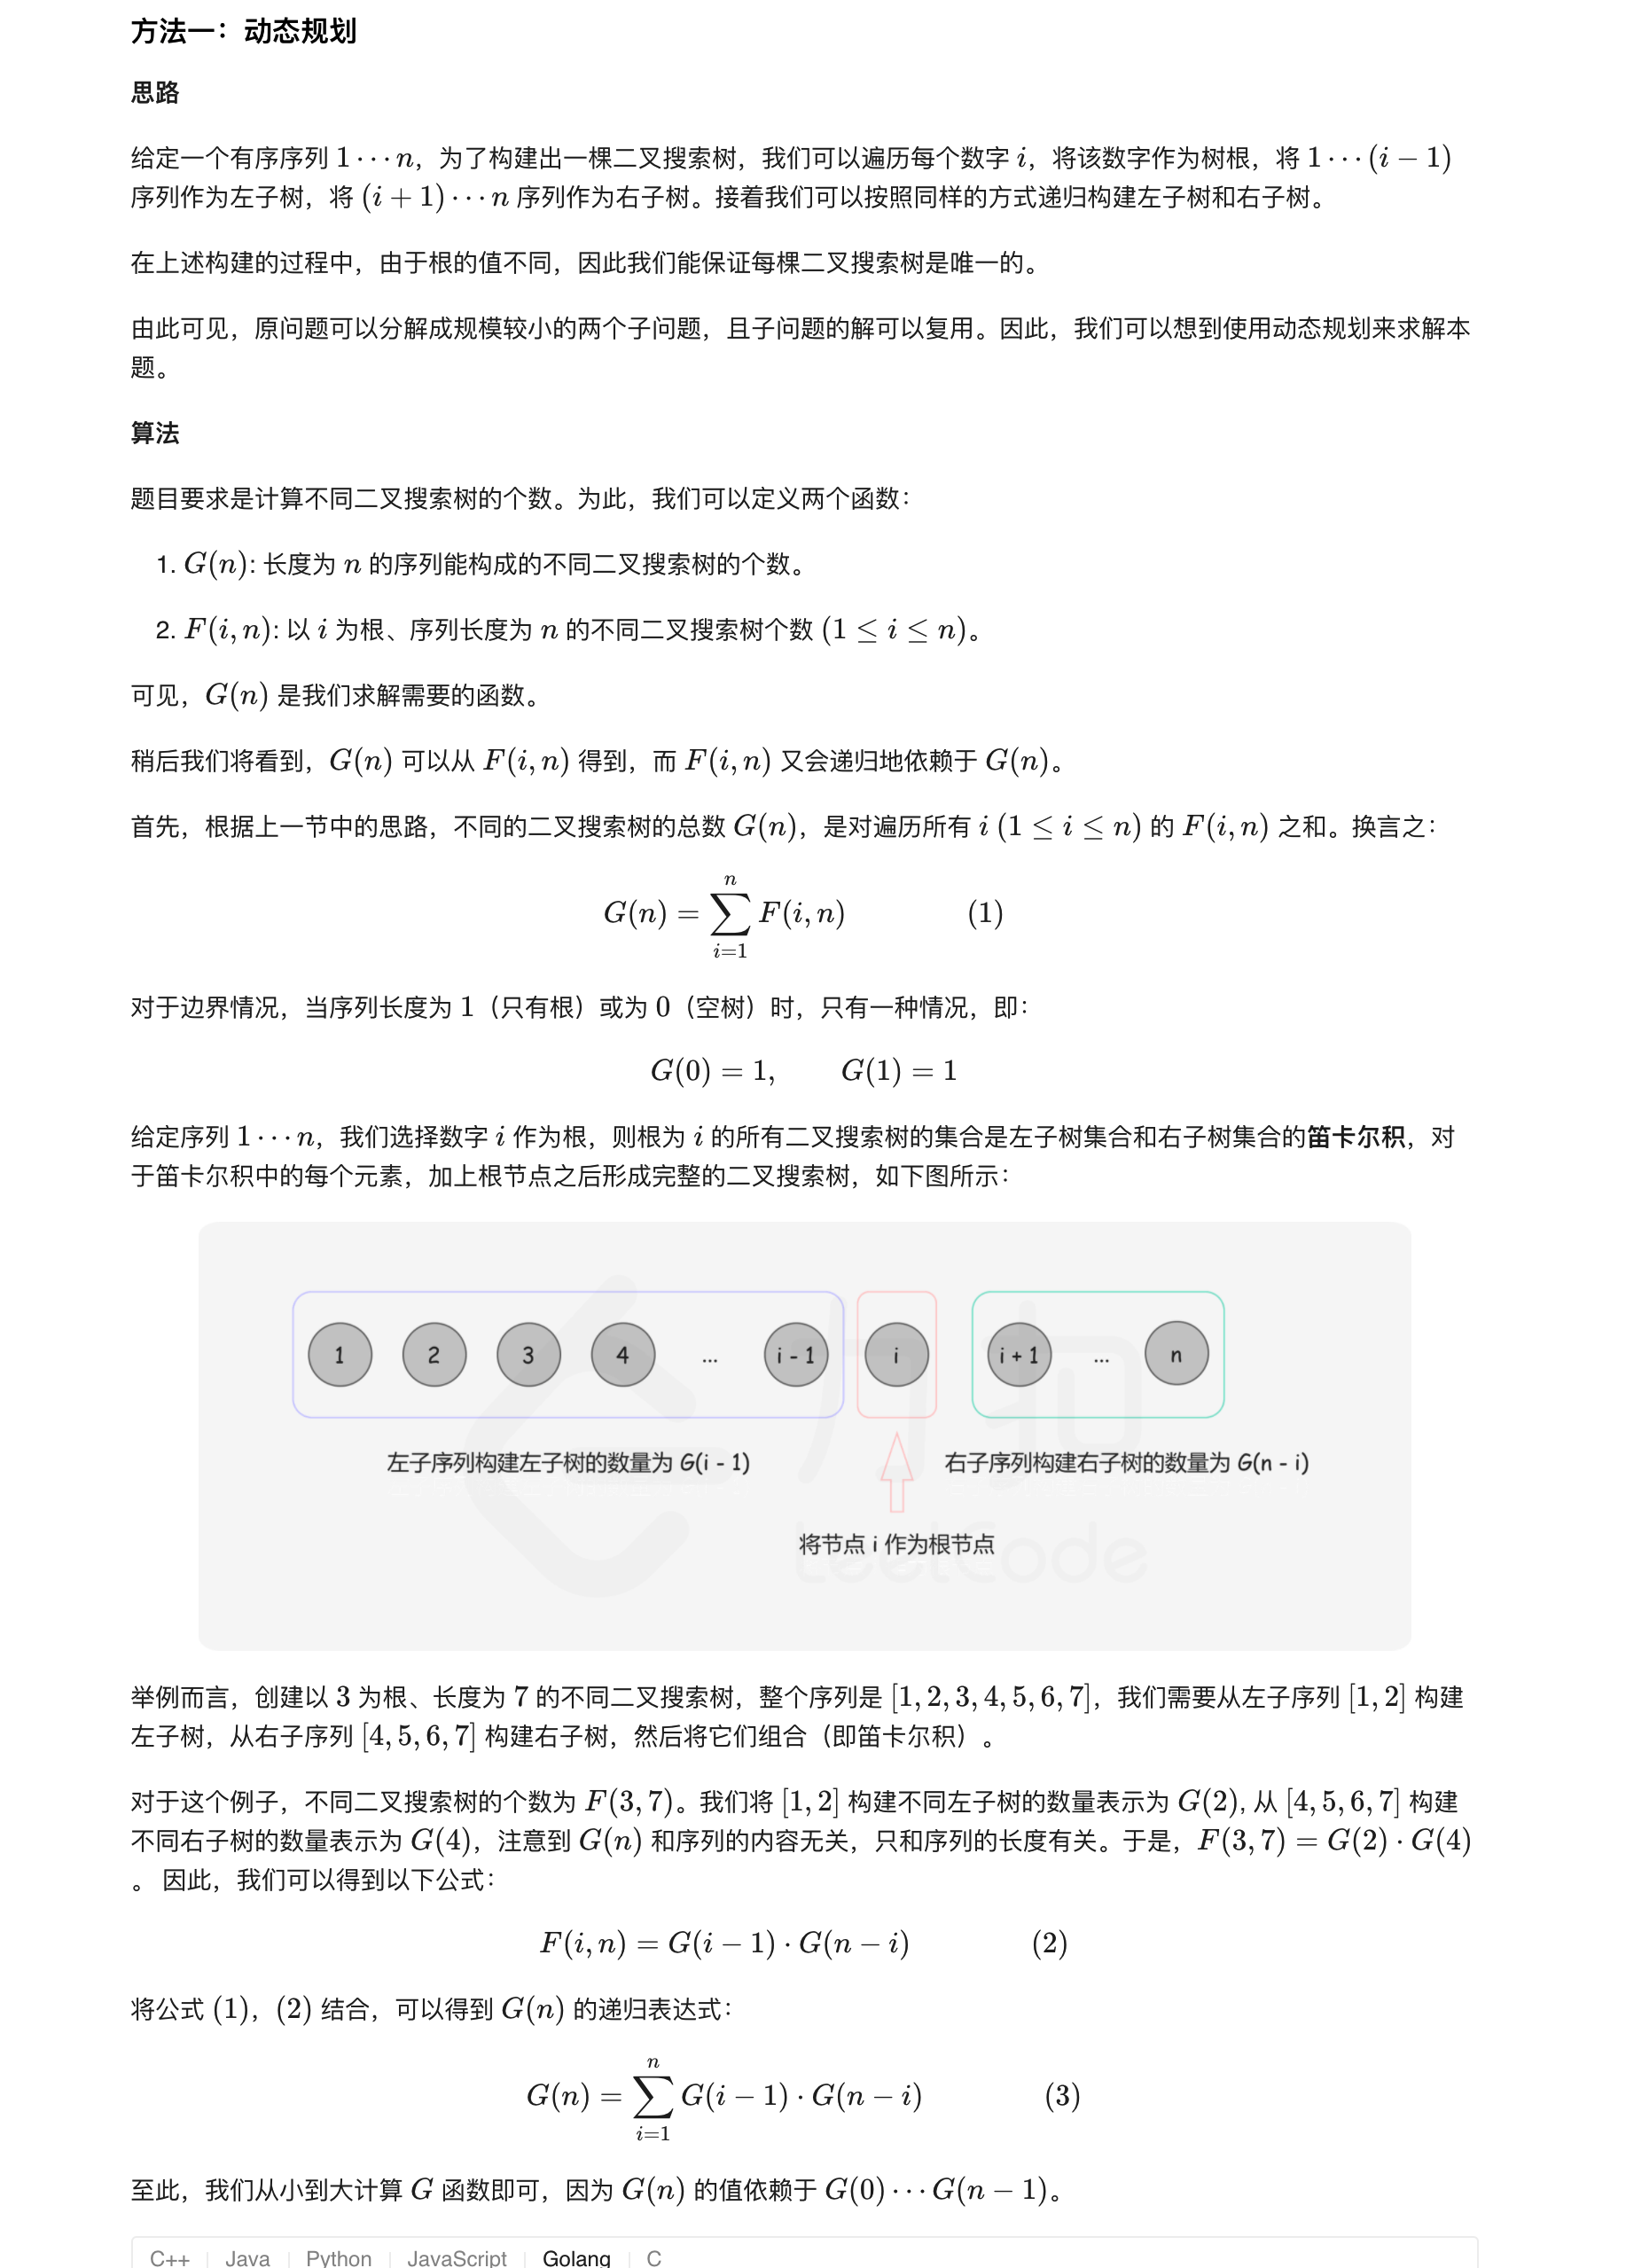 方法一：动态规划
思路
给定一个有序序列 1⋯n，为了构建出一棵二叉搜索树，我们可以遍历每个数字 i，将该数字作为树根，将 1⋯(i − 1)
序列作为左子树，将 (i + 1)⋯n 序列作为右子树。接着我们可以按照同样的方式递归构建左子树和右子树。
在上述构建的过程中，由于根的值不同，因此我们能保证每棵二叉搜索树是唯一的。
由此可见，原问题可以分解成规模较小的两个子问题，且子问题的解可以复用。因此，我们可以想到使用动态规划来求解本
题。
算法
题目要求是计算不同二叉搜索树的个数。为此，我们可以定义两个函数：
1. G(n): 长度为 n 的序列能构成的不同二叉搜索树的个数。
2. F(i, n): 以 i 为根、序列长度为 n 的不同二叉搜索树个数 (1 ≤ i ≤ n)。
可见，G(n) 是我们求解需要的函数。
稍后我们将看到，G(n) 可以从 F(i, n) 得到，而 F(i, n) 又会递归地依赖于 G(n)。
首先，根据上一节中的思路，不同的二叉搜索树的总数 G(n)，是对遍历所有 i (1 ≤ i ≤ n) 的 F(i, n) 之和。换言之：
G(n) = ∑_{i=1}^{n} F(i, n) (1)
对于边界情况，当序列长度为 1（只有根）或为 0（空树）时，只有一种情况，即：
G(0) = 1, G(1) = 1
给定序列 1⋯n，我们选择数字 i 作为根，则根为 i 的所有二叉搜索树的集合是左子树集合和右子树集合的笛卡尔积，对
于笛卡尔积中的每个元素，加上根节点之后形成完整的二叉搜索树，如下图所示：
1 2 3 4 ... i - 1 i i + 1 ... n
左子序列构建左子树的数量为 G(i - 1) 右子序列构建右子树的数量为 G(n - i)
将节点 i 作为根节点
力扣
LeetCode
举例而言，创建以 3 为根、长度为 7 的不同二叉搜索树，整个序列是 [1, 2, 3, 4, 5, 6, 7]，我们需要从左子序列 [1, 2] 构建
左子树，从右子序列 [4, 5, 6, 7] 构建右子树，然后将它们组合（即笛卡尔积）。
对于这个例子，不同二叉搜索树的个数为 F(3, 7)。我们将 [1, 2] 构建不同左子树的数量表示为 G(2), 从 [4, 5, 6, 7] 构建
不同右子树的数量表示为 G(4)，注意到 G(n) 和序列的内容无关，只和序列的长度有关。于是，F(3, 7) = G(2) · G(4)
。 因此，我们可以得到以下公式：
F(i, n) = G(i − 1) · G(n − i) (2)
将公式 (1)，(2) 结合，可以得到 G(n) 的递归表达式：
G(n) = ∑_{i=1}^{n} G(i − 1) · G(n − i) (3)
至此，我们从小到大计算 G 函数即可，因为 G(n) 的值依赖于 G(0)⋯G(n − 1)。
C++ Java Python JavaScript Golang C